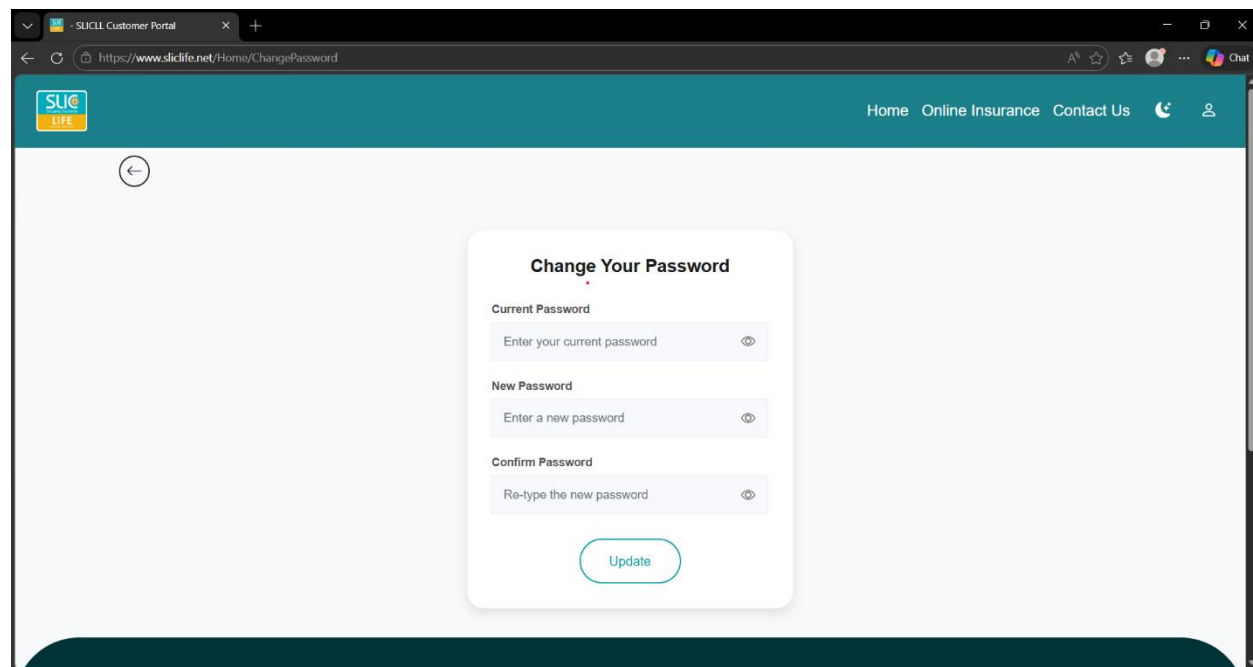 - SLICLL Customer Portal
https://www.sliclife.net/Home/ChangePassword
Chat
SLIC
LIFE
Home Online Insurance Contact Us
Change Your Password
Current Password
Enter your current password
New Password
Enter a new password
Confirm Password
Re-type the new password
Update